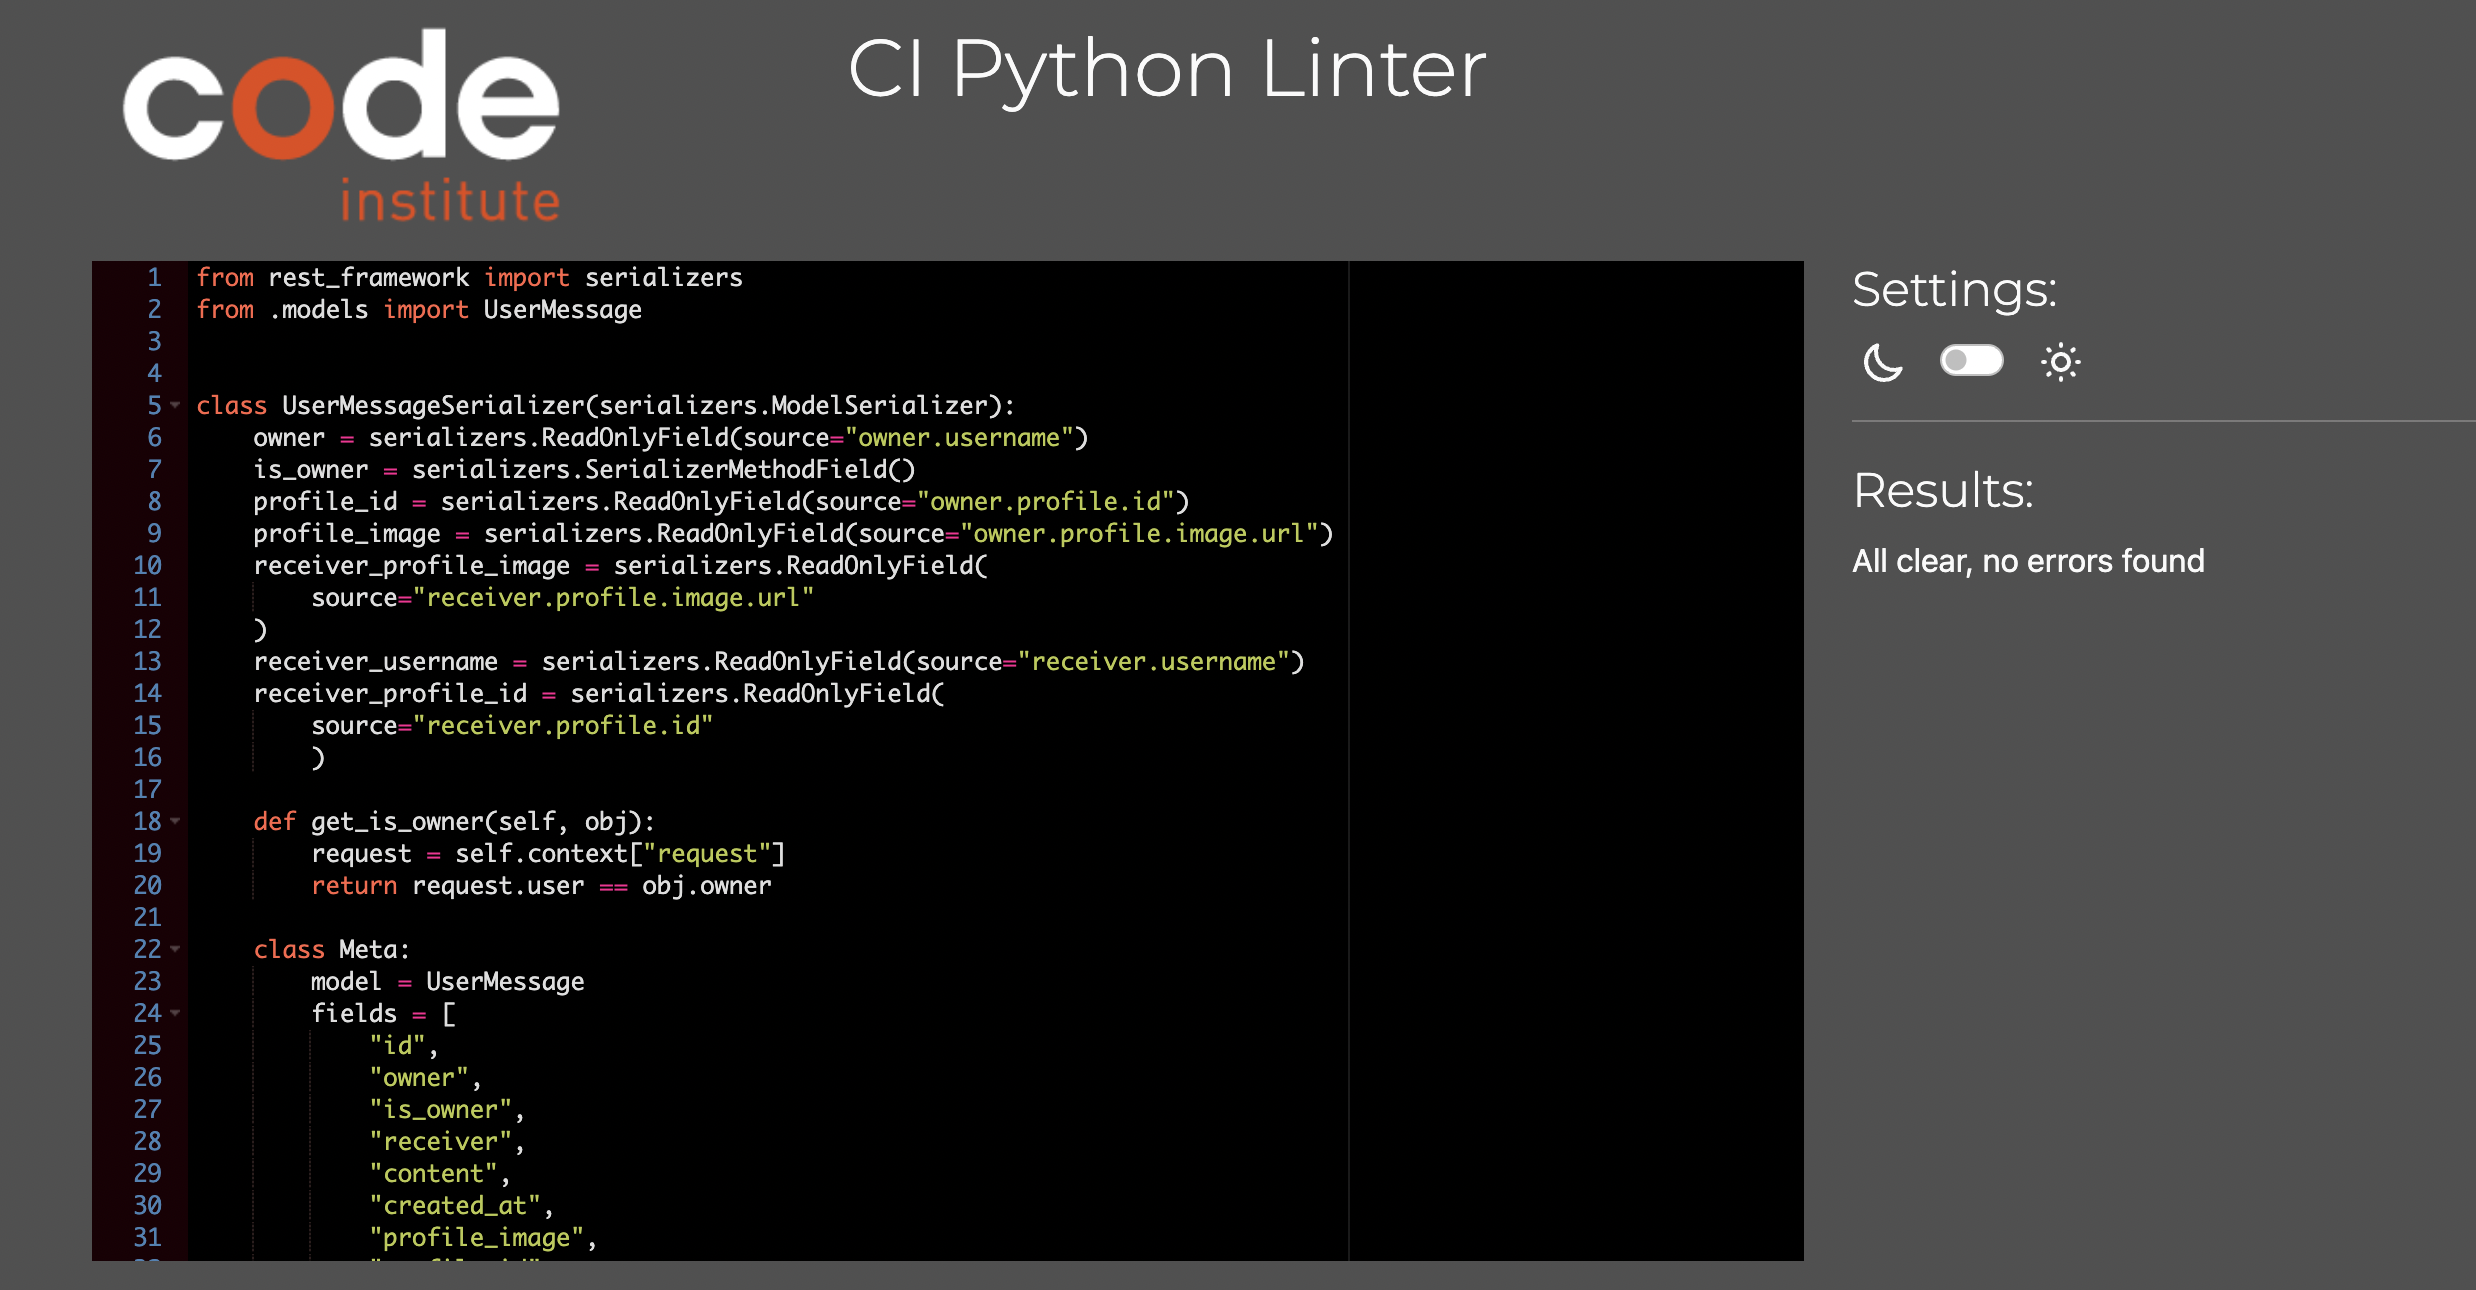 code
institute
CI Python Linter
1 from rest_framework import serializers
2 from .models import UserMessage
3
4
5 class UserMessageSerializer(serializers.ModelSerializer):
6     owner = serializers.ReadOnlyField(source="owner.username")
7     is_owner = serializers.SerializerMethodField()
8     profile_id = serializers.ReadOnlyField(source="owner.profile.id")
9     profile_image = serializers.ReadOnlyField(source="owner.profile.image.url")
10     receiver_profile_image = serializers.ReadOnlyField(
11         source="receiver.profile.image.url"
12     )
13     receiver_username = serializers.ReadOnlyField(source="receiver.username")
14     receiver_profile_id = serializers.ReadOnlyField(
15         source="receiver.profile.id"
16         )
17
18     def get_is_owner(self, obj):
19         request = self.context["request"]
20         return request.user == obj.owner
21
22     class Meta:
23         model = UserMessage
24         fields = [
25             "id",
26             "owner",
27             "is_owner",
28             "receiver",
29             "content",
30             "created_at",
31             "profile_image",
Settings:
Results:
All clear, no errors found